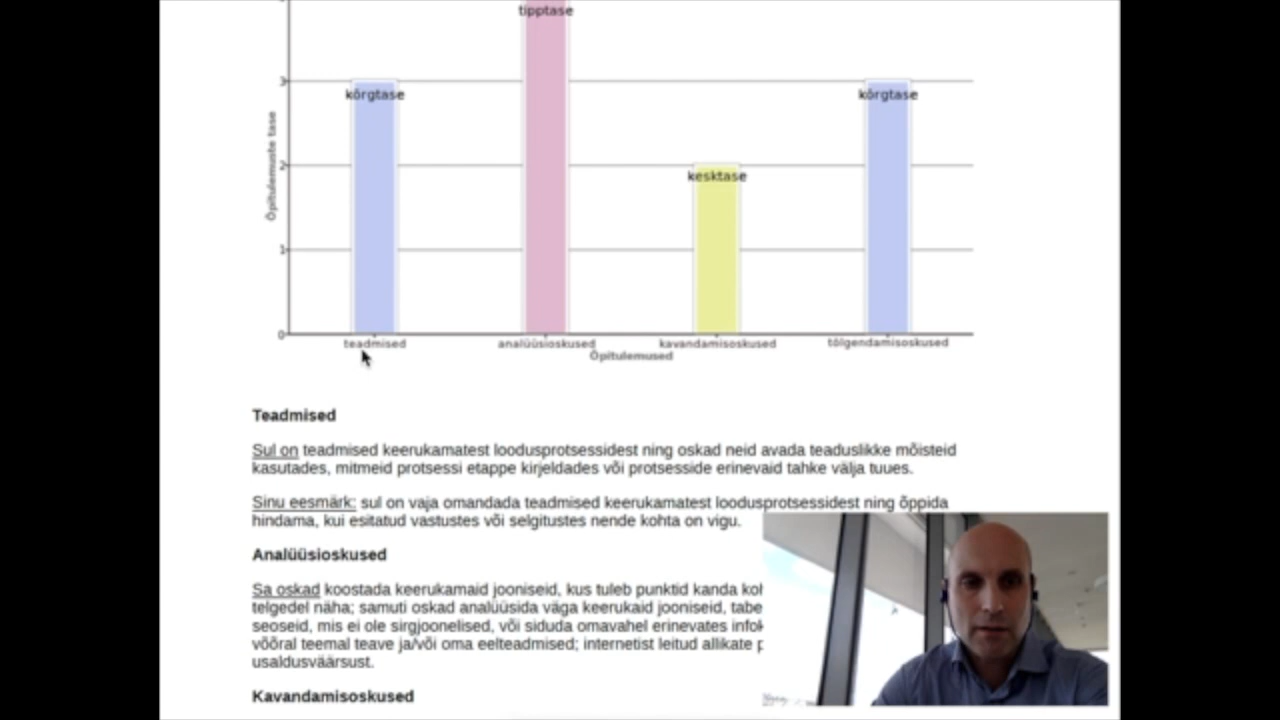 tipptase
3
kõrgtase
kõrgtase
2
kesktase
1
0
Õpitulemuste tase
teadmised
analüüsioskused
kavandamisoskused
tõlgendamisoskused
Õpitulemused
Teadmised
Sul on teadmised keerukamatest loodusprotsessidest ning oskad neid avada teaduslikke mõisteid
kasutades, mitmeid protsessi etappe kirjeldades või protsesside erinevaid tahke välja tuues.
Sinu eesmärk: sul on vaja omandada teadmised keerukamatest loodusprotsessidest ning õppida
hindama, kui esitatud vastustes või selgitustes nende kohta on vigu.
Analüüsioskused
Sa oskad koostada keerukamaid jooniseid, kus tuleb punktid kanda
telgedel näha; samuti oskad analüüsida väga keerukaid jooniseid,
seoseid, mis ei ole sirgjoonelised, või siduda omavahel erinevates
võõral teemal teave ja/või oma eelteadmised; internetist leitud allikate
usaldusväärsust.
Kavandamisoskused